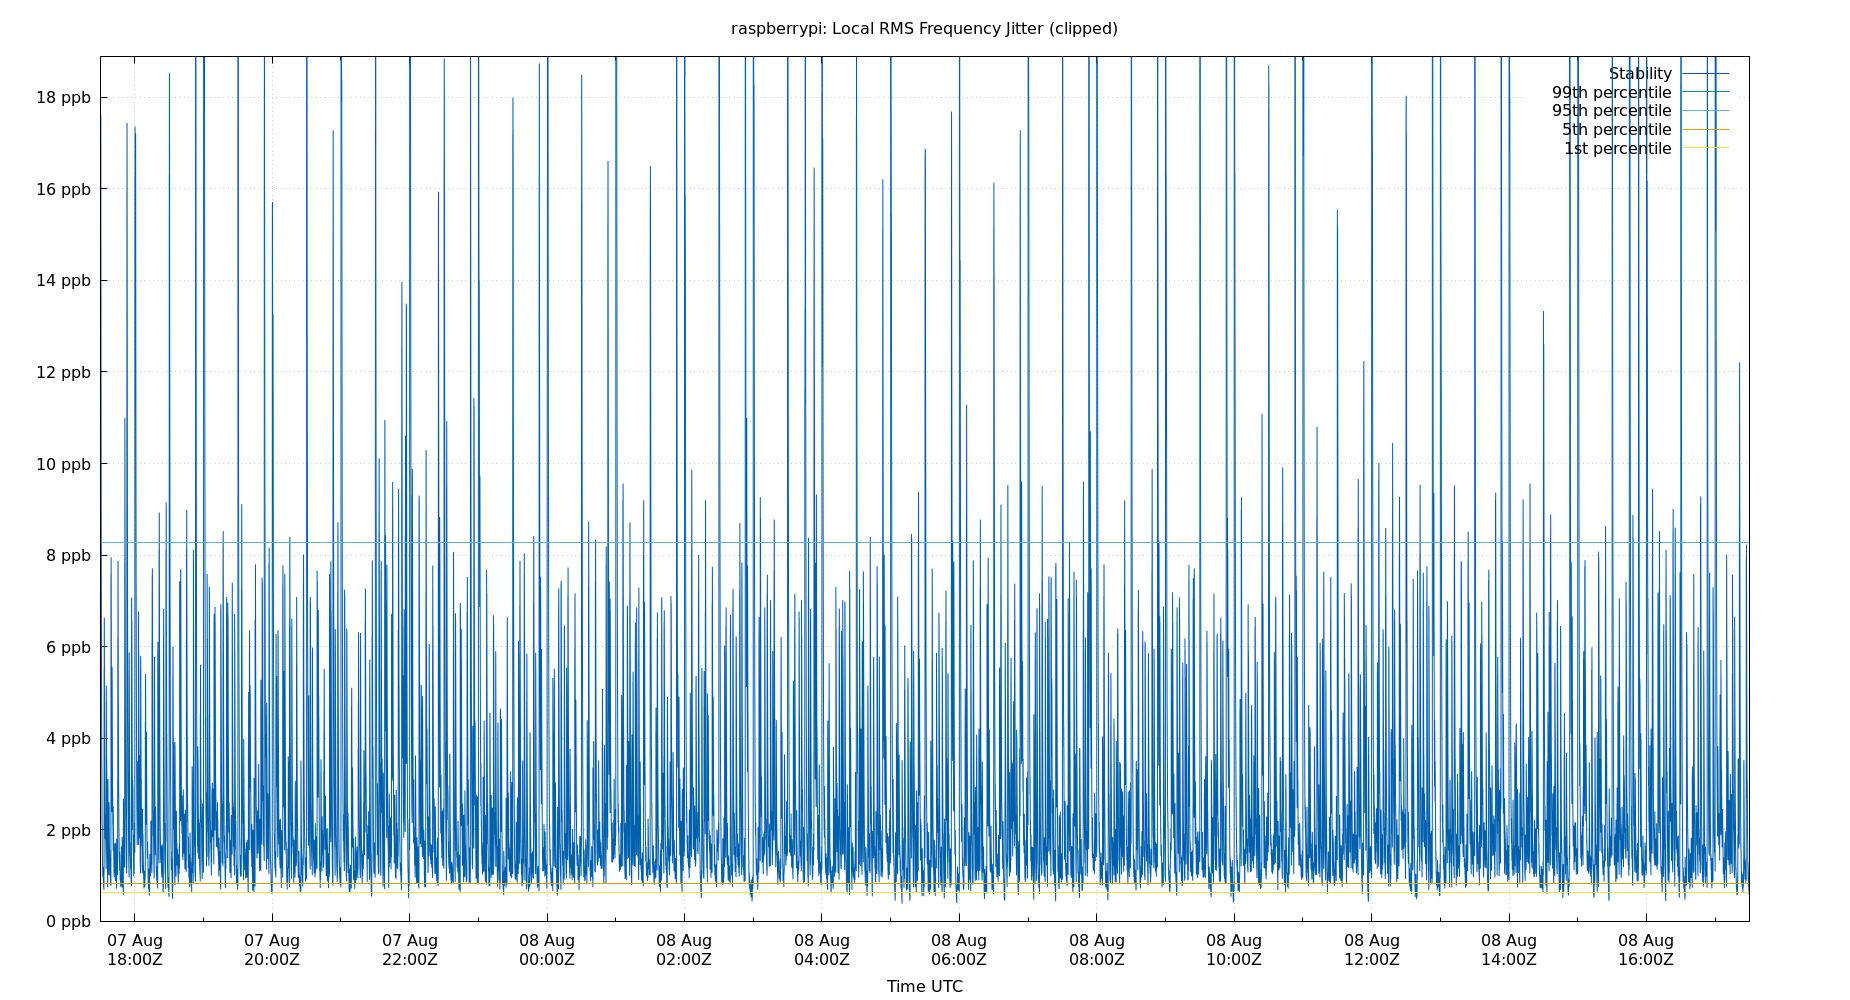 raspberrypi: Local RMS Frequency Jitter (clipped)
Stability
99th percentile
95th percentile
5th percentile
1st percentile
18 ppb
16 ppb
14 ppb
12 ppb
10 ppb
8 ppb
6 ppb
4 ppb
2 ppb
0 ppb
07 Aug 07 Aug 07 Aug 08 Aug 08 Aug 08 Aug 08 Aug 08 Aug 08 Aug 08 Aug 08 Aug 08 Aug
18:00Z 20:00Z 22:00Z 00:00Z 02:00Z 04:00Z 06:00Z 08:00Z 10:00Z 12:00Z 14:00Z 16:00Z
Time UTC